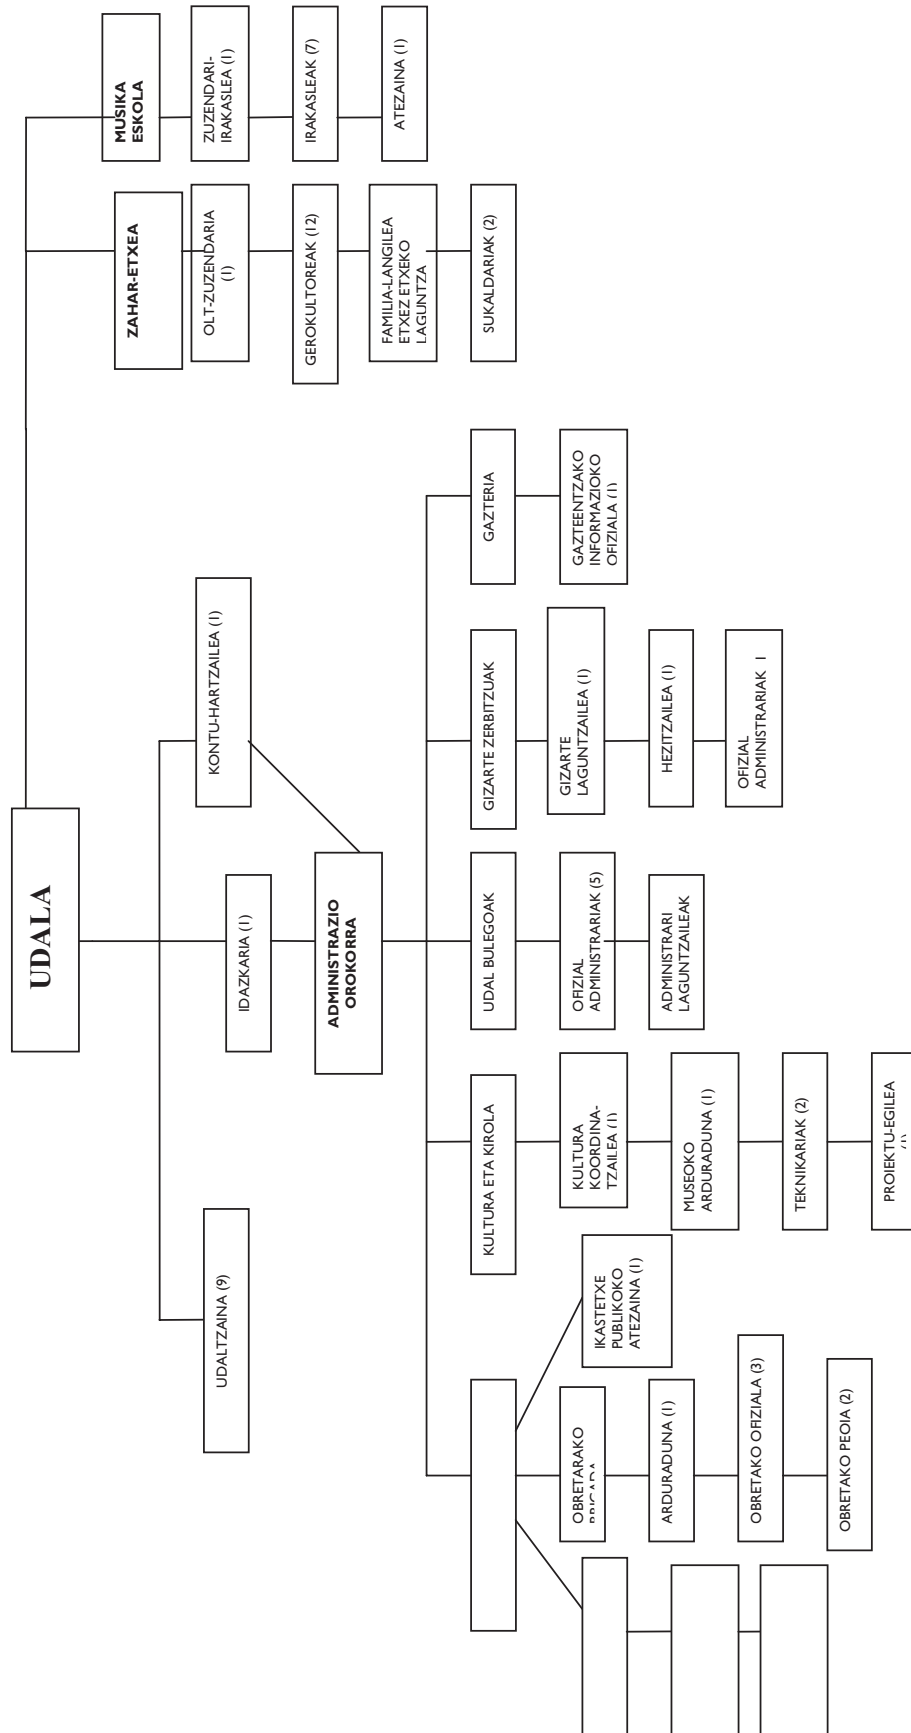 UDALA
UDALTZAINA (9)
IDAZKARIA (1)
KONTU-HARTZAILEA (1)
ADMINISTRAZIO
OROKORRA
OBRETARAKO
BRIGADA
ARDURADUNA (1)
OBRETAKO OFIZIALA (3)
OBRETAKO PEOIA (2)
IKASTETXE
PUBLIKOKO
ATEZAINA (1)
KULTURA ETA KIROLA
KULTURA
KOORDINA-
TZAILEA (1)
MUSEOKO
ARDURADUNA (1)
TEKNIKARIAK (2)
PROIEKTU-EGILEA
(1)
UDAL BULEGOAK
OFIZIAL
ADMINISTRARIAK (5)
ADMINISTRARI
LAGUNTZAILEAK
GIZARTE ZERBITZUAK
GIZARTE
LAGUNTZAILEA (1)
HEZITZAILEA (1)
OFIZIAL
ADMINISTRARIAK 1
GAZTERIA
GAZTEENTZAKO
INFORMAZIOKO
OFIZIALA (1)
ZAHAR-ETXEA
OLT-ZUZENDARIA
(1)
GEROKULTOREAK (12)
FAMILIA-LANGILEA
ETXEZ ETXEKO
LAGUNTZA
SUKALDARIAK (2)
MUSIKA
ESKOLA
ZUZENDARI-
IRAKASLEA (1)
IRAKASLEAK (7)
ATEZAINA (1)